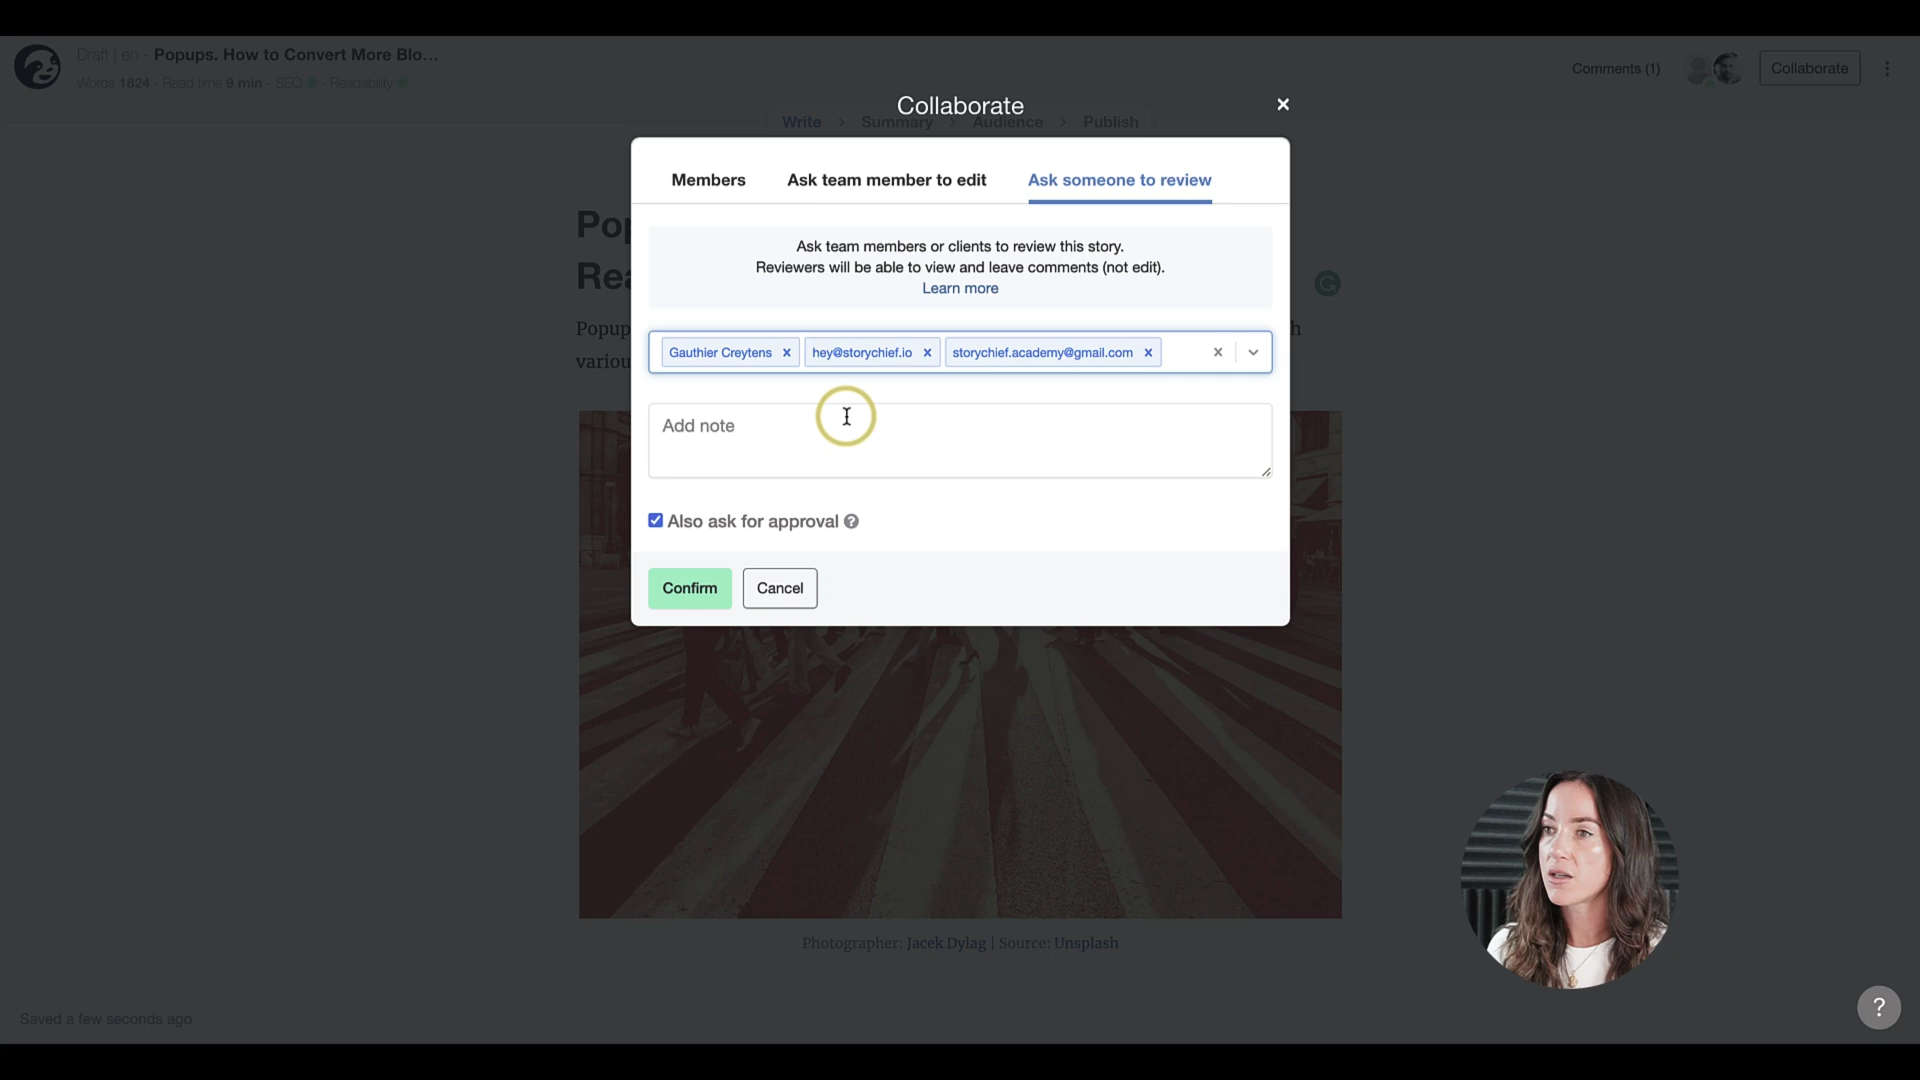 Draft | en - Popups. How to Convert More Blo...
Words 1824 - Read time 9 min - SEO - Readability
Comments (1)
Collaborate
Collaborate
Write > Summary > Audience > Publish
Members
Ask team member to edit
Ask someone to review
Ask team members or clients to review this story.
Reviewers will be able to view and leave comments (not edit).
Learn more
Gauthier Creytens
hey@storychief.io
storychief.academy@gmail.com
Add note
Also ask for approval ?
Confirm
Cancel
Photographer: Jacek Dylag | Source: Unsplash
Saved a few seconds ago
?